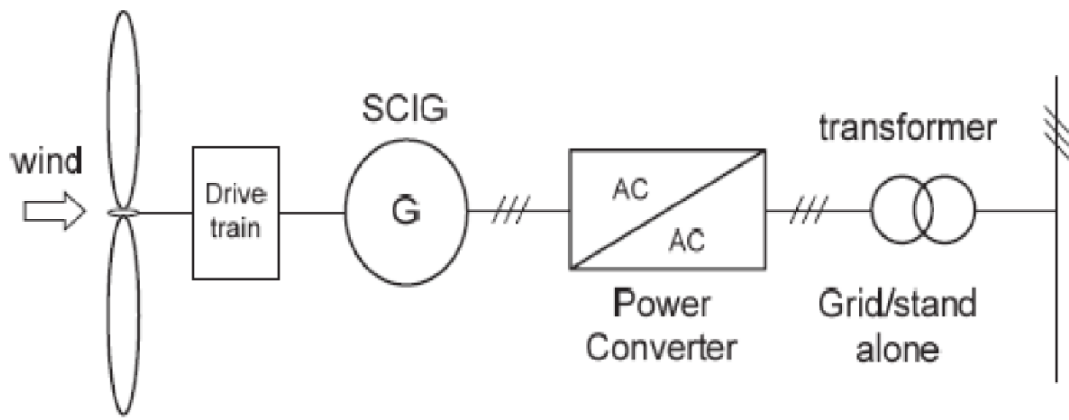 wind
Drive
train
SCIG
G
AC
AC
Power
Converter
transformer
Grid/stand
alone